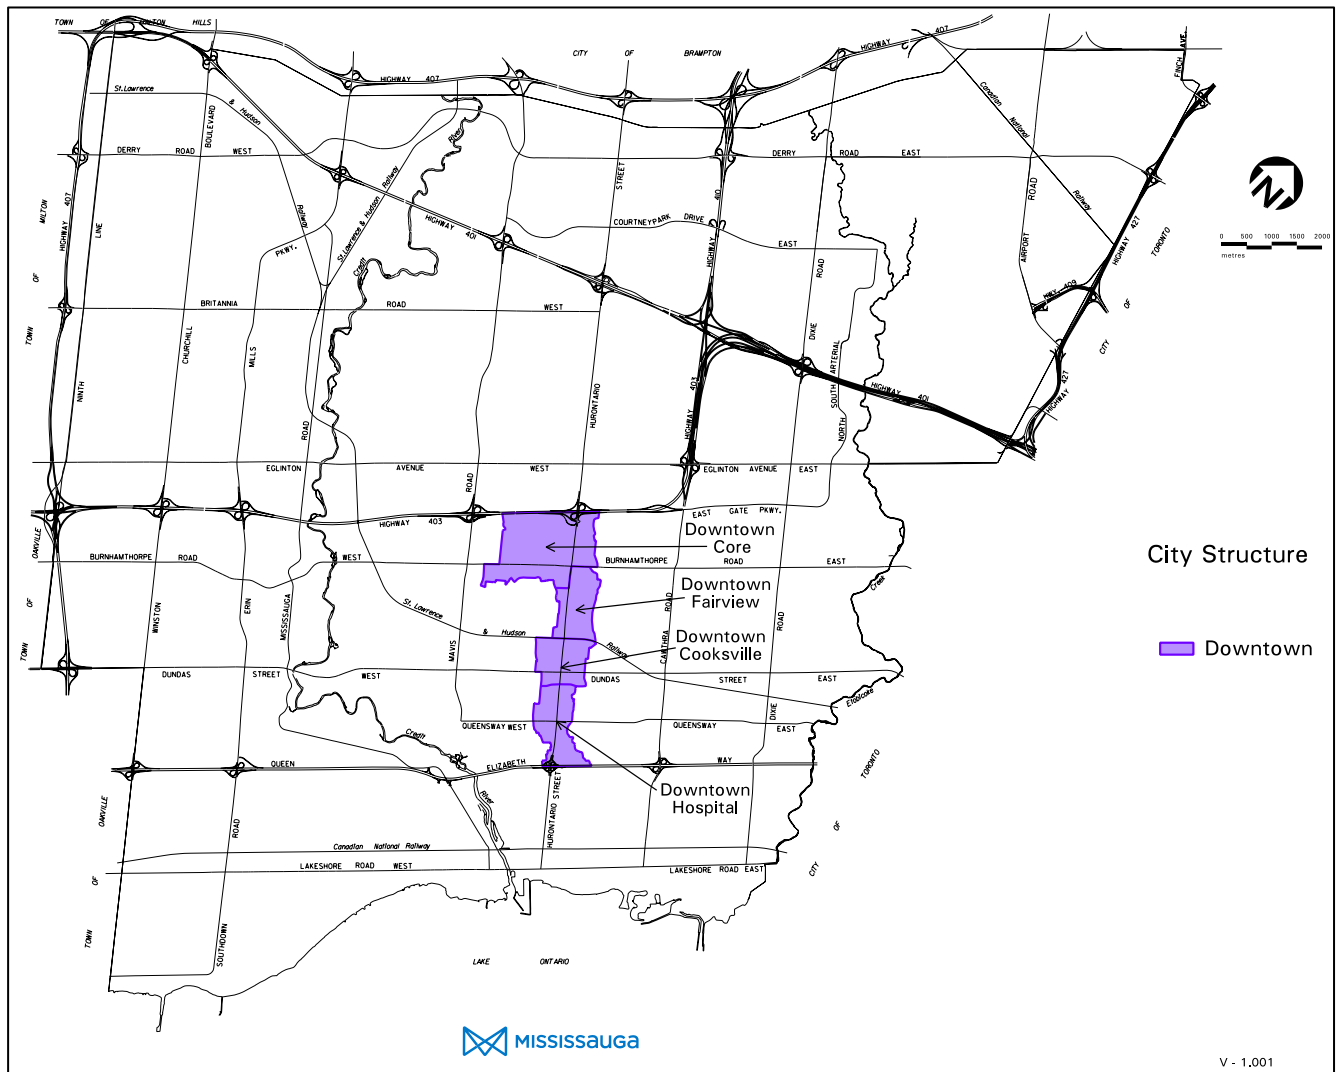 TOWN OF MILTON HILLS
CITY OF BRAMPTON
HIGHWAY 407
HIGHWAY 407
FINCH AVE.
St.Lawrence & Hudson Railway
BOULEVARD
River
STREET
Canadian National Railway
DERRY ROAD WEST
DERRY ROAD EAST
HIGHWAY 407
LINE
MILTON
OF
TOWN
St.Lawrence & Hudson Railway
HIGHWAY 401
COURTNEYPARK DRIVE EAST
HIGHWAY 410
ROAD
AIRPORT ROAD
HIGHWAY 427
TORONTO
OF
CITY
N
0 500 1000 1500 2000
metres
PKWY.
Credit
HWY. 409
BRITANNIA ROAD WEST
CHURCHILL
MILLS
DIXIE
SOUTH ARTERIAL
NORTH
NINTH
HURONTARIO
HIGHWAY 403
HIGHWAY 401
HIGHWAY 427
ROAD
ROAD
EGLINTON AVENUE WEST
EGLINTON AVENUE EAST
HIGHWAY 403
EAST GATE PKWY.
OAKVILLE
OF
TOWN
Downtown
Core
City Structure
BURNHAMTHORPE ROAD WEST
BURNHAMTHORPE ROAD EAST
Downtown
Fairview
Creek
WINSTON
ERIN
MISSISSAUGA
St. Lawrence & Hudson Railway
ROAD
ROAD
MAVIS
CAWTHRA
Downtown
Cooksville
Downtown
DUNDAS STREET WEST
DUNDAS STREET EAST
Etobicoke
DIXIE
QUEENSWAY WEST
QUEENSWAY EAST
Credit
River
QUEEN ELIZABETH WAY
TORONTO
OF
CITY
Downtown
Hospital
OAKVILLE
OF
TOWN
ROAD
HURONTARIO STREET
Canadian National Railway
LAKESHORE ROAD WEST
LAKESHORE ROAD EAST
SOUTHDOWN
LAKE ONTARIO
MISSISSAUGA
V - 1.001